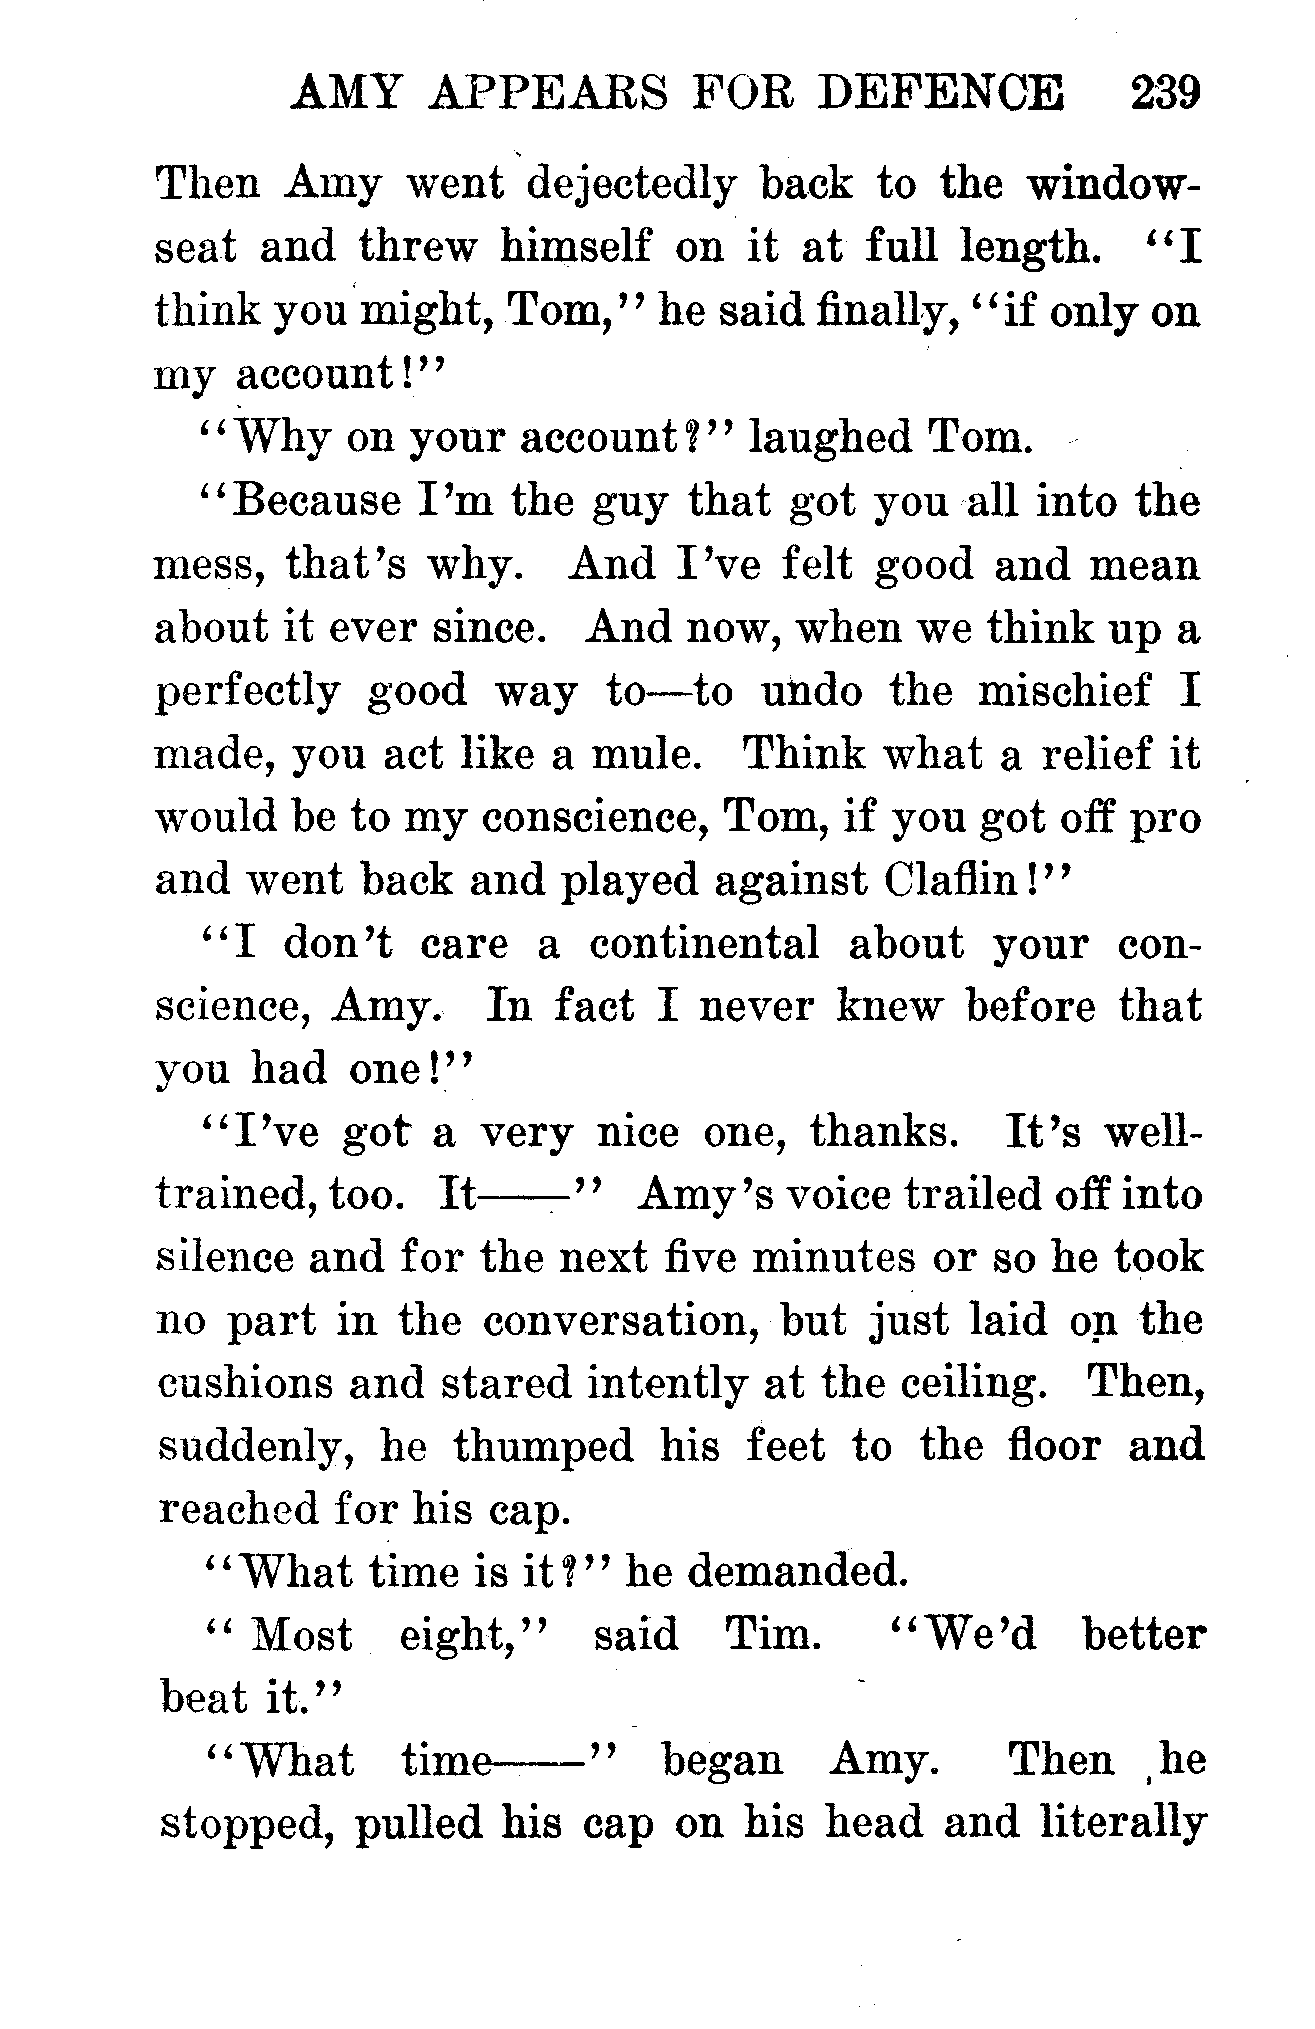 AMY APPEARS FOR DEFENCE 239
Then Amy went dejectedly back to the window-
seat and threw himself on it at full length. "I
think you might, Tom," he said finally, "if only on
my account!"
"Why on your account?" laughed Tom.
"Because I'm the guy that got you all into the
mess, that's why. And I've felt good and mean
about it ever since. And now, when we think up a
perfectly good way to—to undo the mischief I
made, you act like a mule. Think what a relief it
would be to my conscience, Tom, if you got off pro
and went back and played against Claflin!"
"I don't care a continental about your con-
science, Amy. In fact I never knew before that
you had one!"
"I've got a very nice one, thanks. It's well-
trained, too. It——" Amy's voice trailed off into
silence and for the next five minutes or so he took
no part in the conversation, but just laid on the
cushions and stared intently at the ceiling. Then,
suddenly, he thumped his feet to the floor and
reached for his cap.
"What time is it?" he demanded.
" Most eight," said Tim. "We'd better
beat it."
"What time——" began Amy. Then he
stopped, pulled his cap on his head and literally